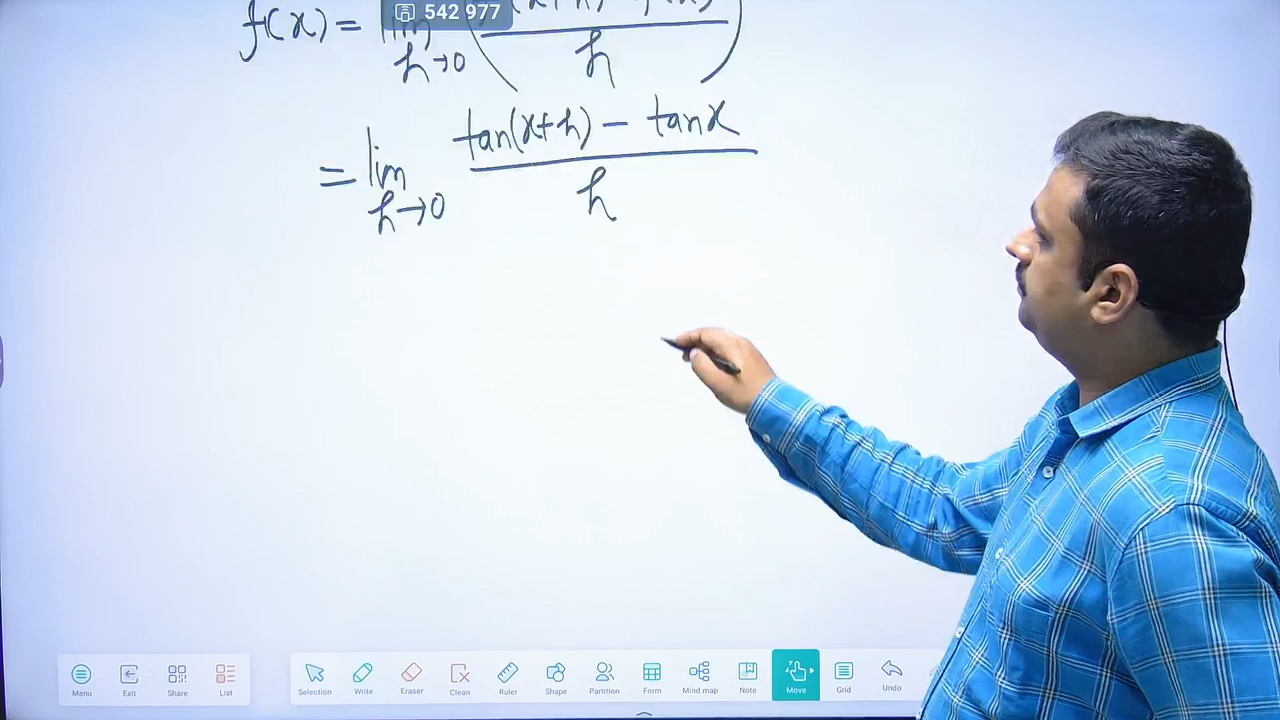 542 977
f'(x) = lim
h→0
h
= lim tan(x+h) - tanx
h→0 h
Menu Exit Share List Selection Write Eraser Clean Ruler Shape Partition Form Mind map Note Move Grid Undo